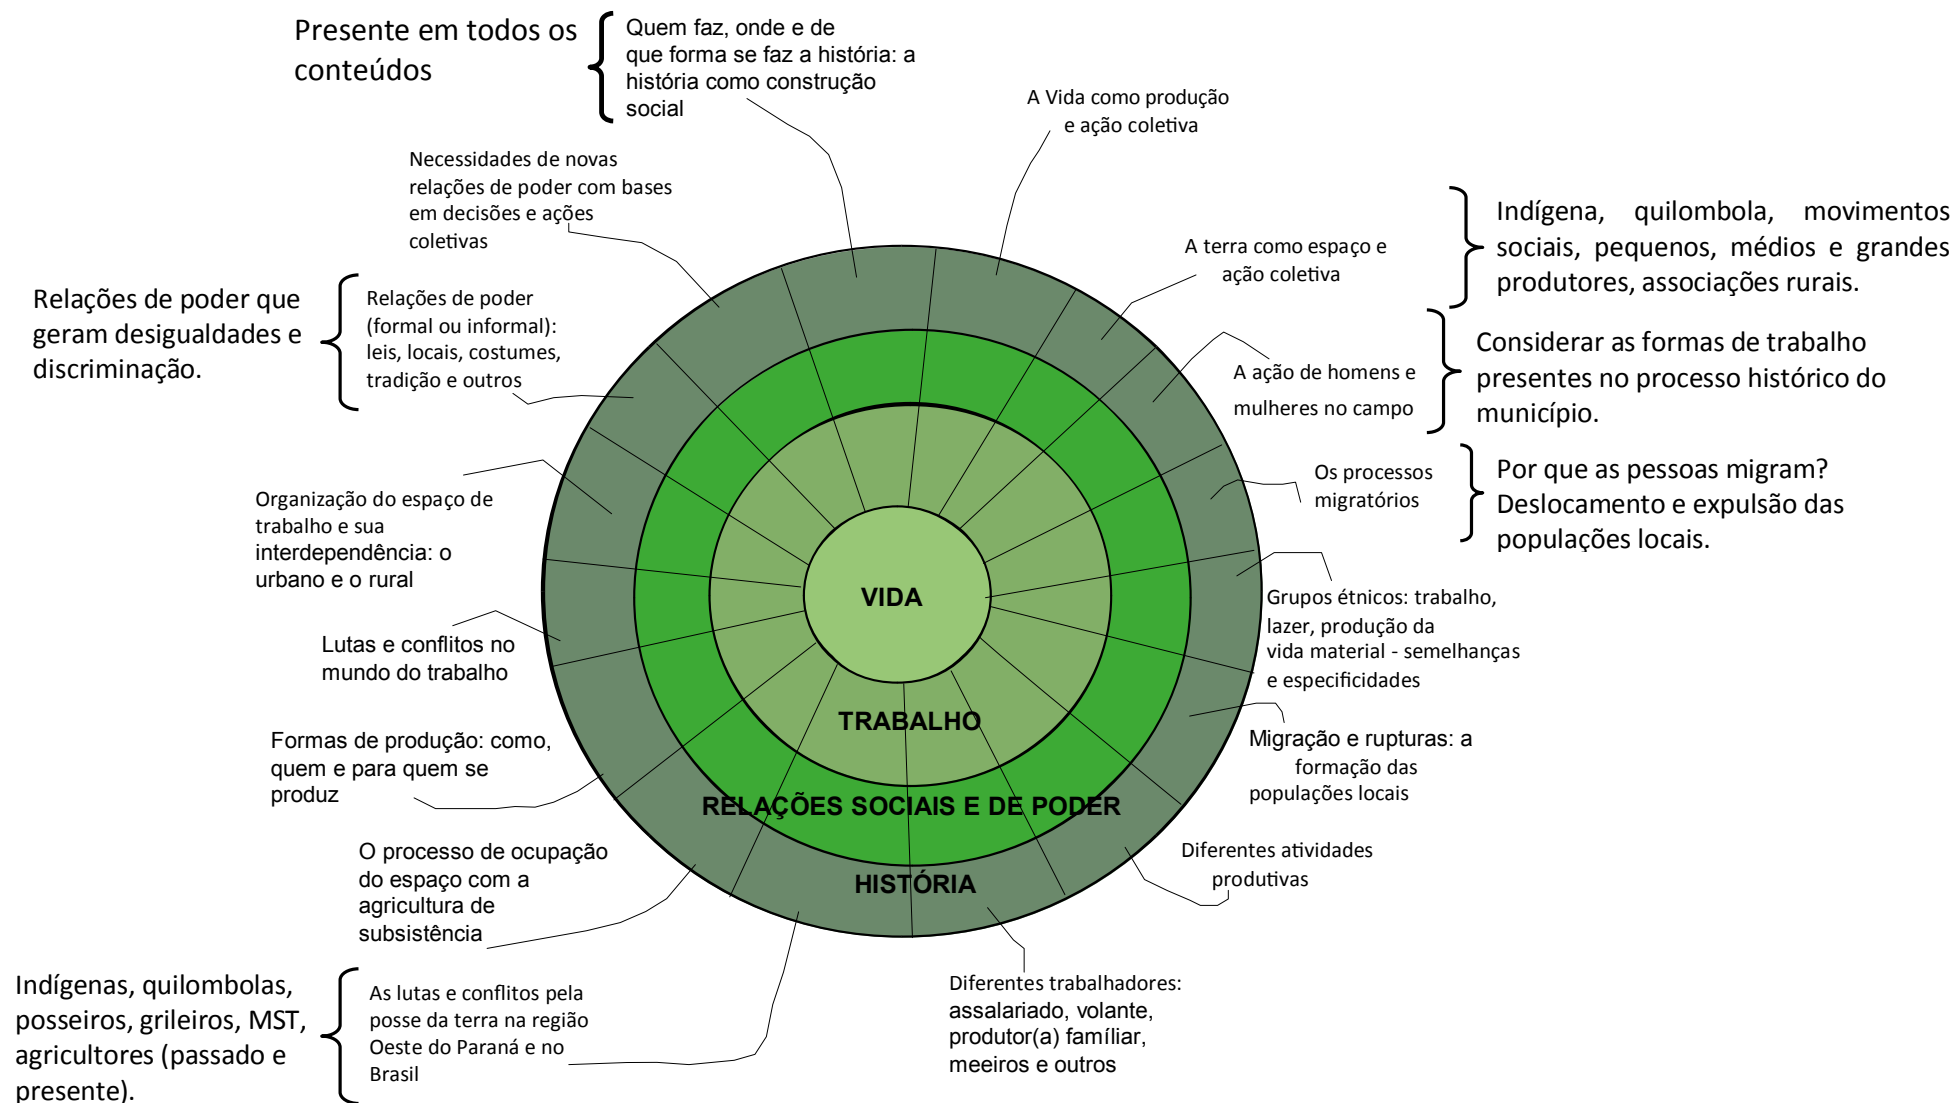 Presente em todos os
conteúdos
Quem faz, onde e de
que forma se faz a história: a
história como construção
social
A Vida como produção
e ação coletiva
Necessidades de novas
relações de poder com bases
em decisões e ações
coletivas
A terra como espaço e
ação coletiva
Indígena, quilombola, movimentos
sociais, pequenos, médios e grandes
produtores, associações rurais.
Relações de poder que
geram desigualdades e
discriminação.
Relações de poder
(formal ou informal):
leis, locais, costumes,
tradição e outros
A ação de homens e
mulheres no campo
Considerar as formas de trabalho
presentes no processo histórico do
município.
Os processos
migratórios
Por que as pessoas migram?
Deslocamento e expulsão das
populações locais.
Organização do espaço de
trabalho e sua
interdependência: o
urbano e o rural
VIDA
Grupos étnicos: trabalho,
lazer, produção da
vida material - semelhanças
e especificidades
Lutas e conflitos no
mundo do trabalho
TRABALHO
Migração e rupturas: a
formação das
populações locais
Formas de produção: como,
quem e para quem se
produz
RELAÇÕES SOCIAIS E DE PODER
Diferentes atividades
produtivas
O processo de ocupação
do espaço com a
agricultura de
subsistência
HISTÓRIA
Indígenas, quilombolas,
posseiros, grileiros, MST,
agricultores (passado e
presente).
As lutas e conflitos pela
posse da terra na região
Oeste do Paraná e no
Brasil
Diferentes trabalhadores:
assalariado, volante,
produtor(a) famíliar,
meeiros e outros